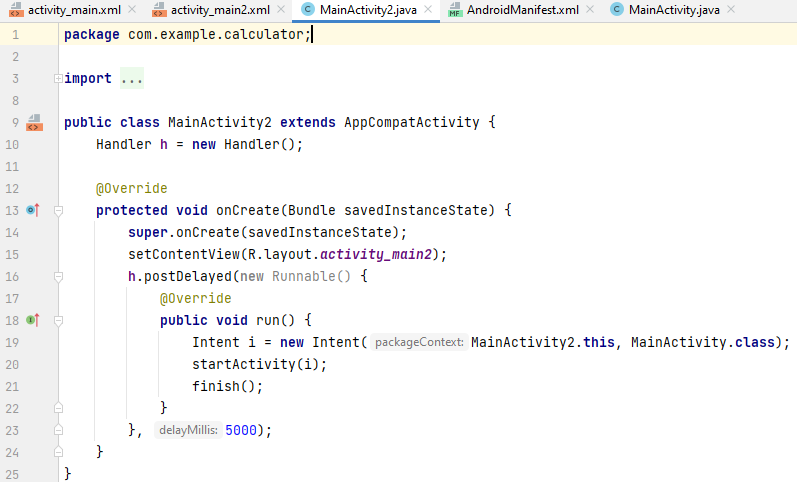 activity_main.xml activity_main2.xml MainActivity2.java AndroidManifest.xml MainActivity.java
1 package com.example.calculator;
2
3 import ...
8
9 public class MainActivity2 extends AppCompatActivity {
10 Handler h = new Handler();
11
12 @Override
13 protected void onCreate(Bundle savedInstanceState) {
14 super.onCreate(savedInstanceState);
15 setContentView(R.layout.activity_main2);
16 h.postDelayed(new Runnable() {
17 @Override
18 public void run() {
19 Intent i = new Intent( packageContext: MainActivity2.this, MainActivity.class);
20 startActivity(i);
21 finish();
22 }
23 }, delayMillis: 5000);
24 }
25 }